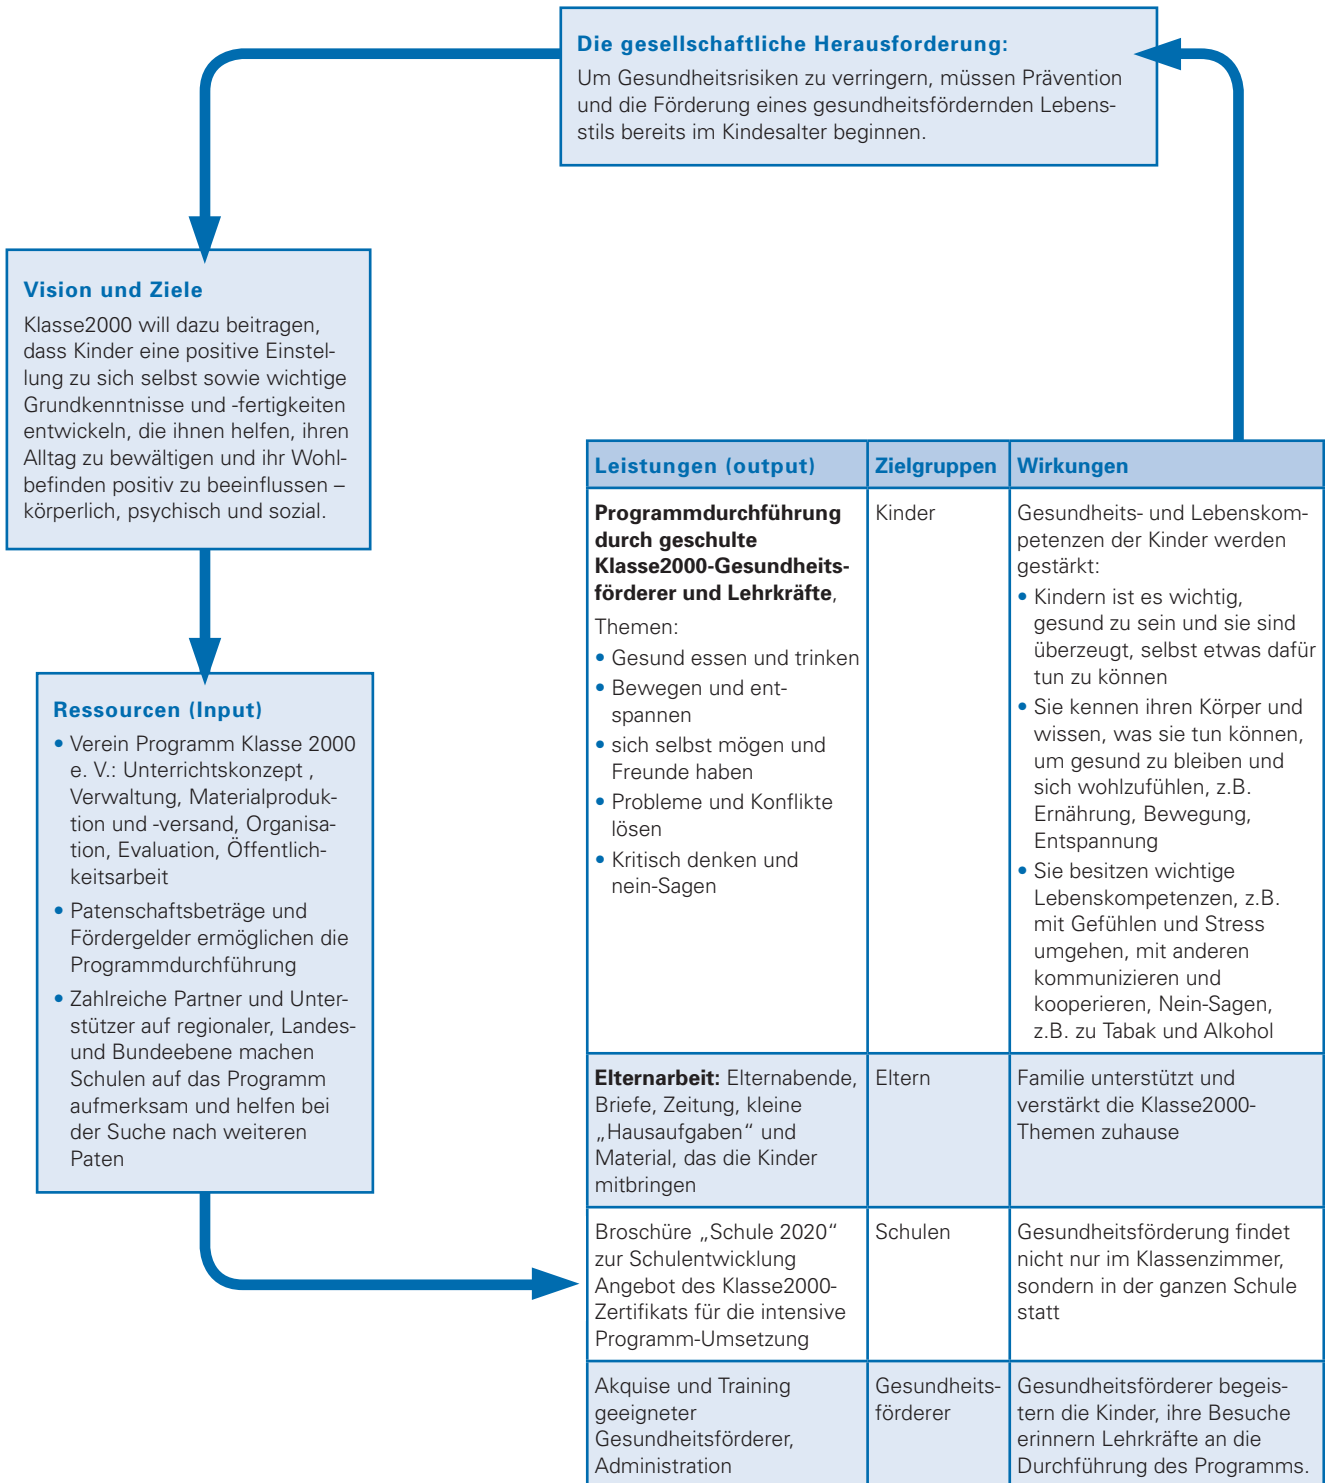 Die gesellschaftliche Herausforderung:
Um Gesundheitsrisiken zu verringern, müssen Prävention
und die Förderung eines gesundheitsfördernden Lebens-
stils bereits im Kindesalter beginnen.
Vision und Ziele
Klasse2000 will dazu beitragen,
dass Kinder eine positive Einstel-
lung zu sich selbst sowie wichtige
Grundkenntnisse und -fertigkeiten
entwickeln, die ihnen helfen, ihren
Alltag zu bewältigen und ihr Wohl-
befinden positiv zu beeinflussen –
körperlich, psychisch und sozial.
Ressourcen (Input)
• Verein Programm Klasse 2000
e. V.: Unterrichtskonzept ,
Verwaltung, Materialproduk-
tion und -versand, Organisa-
tion, Evaluation, Öffentlich-
keitsarbeit
• Patenschaftsbeträge und
Fördergelder ermöglichen die
Programmdurchführung
• Zahlreiche Partner und Unter-
stützer auf regionaler, Landes-
und Bundeebene machen
Schulen auf das Programm
aufmerksam und helfen bei
der Suche nach weiteren
Paten
Leistungen (output)
Zielgruppen
Wirkungen
Programmdurchführung
durch geschulte
Klasse2000-Gesundheits-
förderer und Lehrkräfte,
Themen:
• Gesund essen und trinken
• Bewegen und ent-
spannen
• sich selbst mögen und
Freunde haben
• Probleme und Konflikte
lösen
• Kritisch denken und
nein-Sagen
Kinder
Gesundheits- und Lebenskom-
petenzen der Kinder werden
gestärkt:
• Kindern ist es wichtig,
gesund zu sein und sie sind
überzeugt, selbst etwas dafür
tun zu können
• Sie kennen ihren Körper und
wissen, was sie tun können,
um gesund zu bleiben und
sich wohlzufühlen, z.B.
Ernährung, Bewegung,
Entspannung
• Sie besitzen wichtige
Lebenskompetenzen, z.B.
mit Gefühlen und Stress
umgehen, mit anderen
kommunizieren und
kooperieren, Nein-Sagen,
z.B. zu Tabak und Alkohol
Elternarbeit: Elternabende,
Briefe, Zeitung, kleine
„Hausaufgaben“ und
Material, das die Kinder
mitbringen
Eltern
Familie unterstützt und
verstärkt die Klasse2000-
Themen zuhause
Broschüre „Schule 2020“
zur Schulentwicklung
Angebot des Klasse2000-
Zertifikats für die intensive
Programm-Umsetzung
Schulen
Gesundheitsförderung findet
nicht nur im Klassenzimmer,
sondern in der ganzen Schule
statt
Akquise und Training
geeigneter
Gesundheitsförderer,
Administration
Gesundheits-
förderer
Gesundheitsförderer begeis-
tern die Kinder, ihre Besuche
erinnern Lehrkräfte an die
Durchführung des Programms.